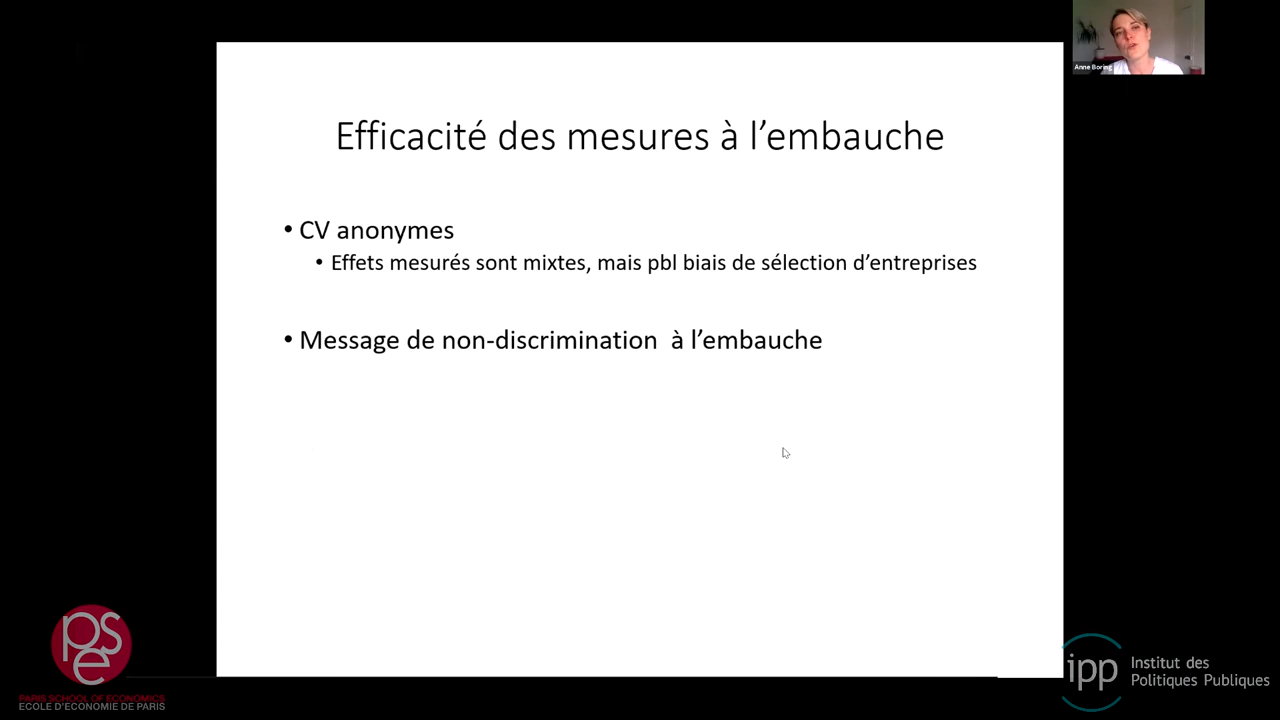 Anne Boring
Efficacité des mesures à l’embauche
• CV anonymes
• Effets mesurés sont mixtes, mais pbl biais de sélection d’entreprises
• Message de non-discrimination  à l’embauche
pse
PARIS SCHOOL OF ECONOMICS
ECOLE D'ECONOMIE DE PARIS
ipp
Institut des
Politiques Publiques